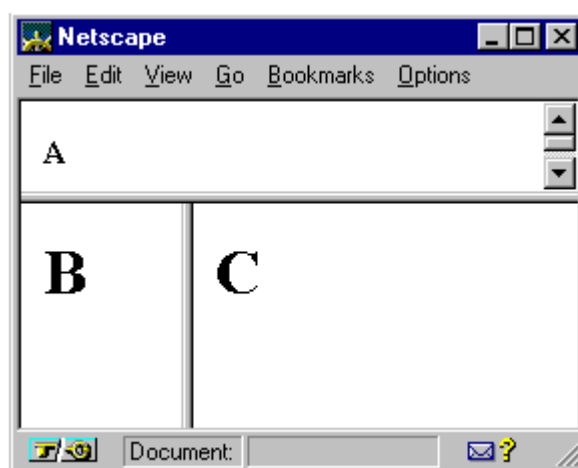 Netscape
File Edit View Go Bookmarks Options
A
B C
Document: ?